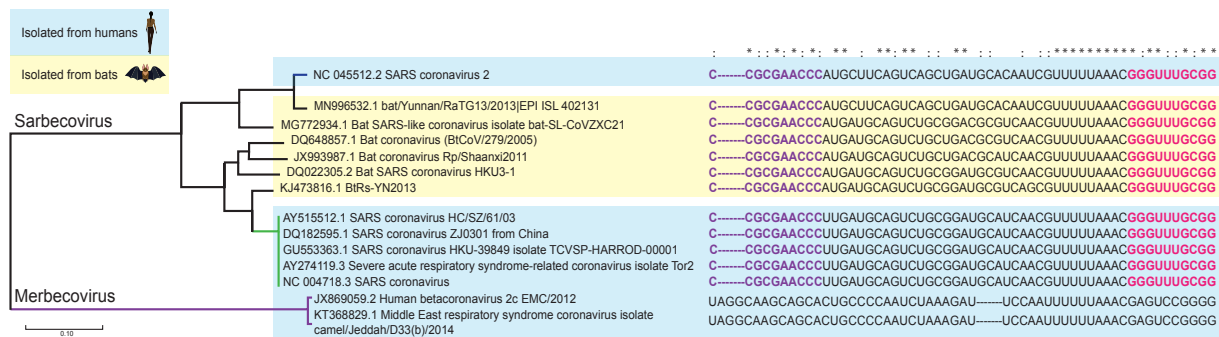 Isolated from humans
Isolated from bats
: * : : * : * : * : ** * : ** : ** : : ** : : : : ********** : ** : : * : **
NC 045512.2 SARS coronavirus 2 C-------CGCGAACCCAUGCUUCAGUCAGCUGAUGCACAAUCGUUUUUAAACGGGUUUGCGG
MN996532.1 bat/Yunnan/RaTG13/2013|EPI ISL 402131 C-------CGCGAACCCAUGCUUCAGUCAGCUGAUGCACAAUCGUUUUUAAACGGGUUUGCGG
MG772934.1 Bat SARS-like coronavirus isolate bat-SL-CoVZXC21 C-------CGCGAACCCAUGAUGCAGUCUGCGGACGCGUCAACGUUUUUAAACGGGUUUGCGG
DQ648857.1 Bat coronavirus (BtCoV/279/2005) C-------CGCGAACCCAUGAUGCAGUCUGCUGACGCAUCAACGUUUUUAAACGGGUUUGCGG
JX993987.1 Bat coronavirus Rp/Shaanxi2011 C-------CGCGAACCCAUGAUGCAGUCUGCUGAUGCAUCAACGUUUUUAAACGGGUUUGCGG
DQ022305.2 Bat SARS coronavirus HKU3-1 C-------CGCGAACCCAUGAUGCAGUCUGCGGAUGCAUCAACGUUUUUAAACGGGUUUGCGG
KJ473816.1 BtRs-YN2013 C-------CGCGAACCCAUGAUGCAGUCUGCGGAUGCGUCAGCGUUUUUAAACGGGUUUGCGG
Sarbecovirus
AY515512.1 SARS coronavirus HC/SZ/61/03 C-------CGCGAACCCUUGAUGCAGUCUGCGGAUGCAUCAACGUUUUUAAACGGGUUUGCGG
DQ182595.1 SARS coronavirus ZJ0301 from China C-------CGCGAACCCUUGAUGCAGUCUGCGGAUGCAUCAACGUUUUUAAACGGGUUUGCGG
GU553363.1 SARS coronavirus HKU-39849 isolate TCVSP-HARROD-00001 C-------CGCGAACCCUUGAUGCAGUCUGCGGAUGCAUCAACGUUUUUAAACGGGUUUGCGG
AY274119.3 Severe acute respiratory syndrome-related coronavirus isolate Tor2 C-------CGCGAACCCUUGAUGCAGUCUGCGGAUGCAUCAACGUUUUUAAACGGGUUUGCGG
NC 004718.3 SARS coronavirus C-------CGCGAACCCUUGAUGCAGUCUGCGGAUGCAUCAACGUUUUUAAACGGGUUUGCGG
Merbecovirus
JX869059.2 Human betacoronavirus 2c EMC/2012 UAGGCAAGCAGCACUGCCCCAAUCUAAAGAU-------UCCAAUUUUUUAAACGAGUCCGGGG
KT368829.1 Middle East respiratory syndrome coronavirus isolate
camel/Jeddah/D33(b)/2014 UAGGCAAGCAGCACUGCCCCAAUCUAAAGAU-------UCCAAUUUUUUAAACGAGUCCGGGG
0.10